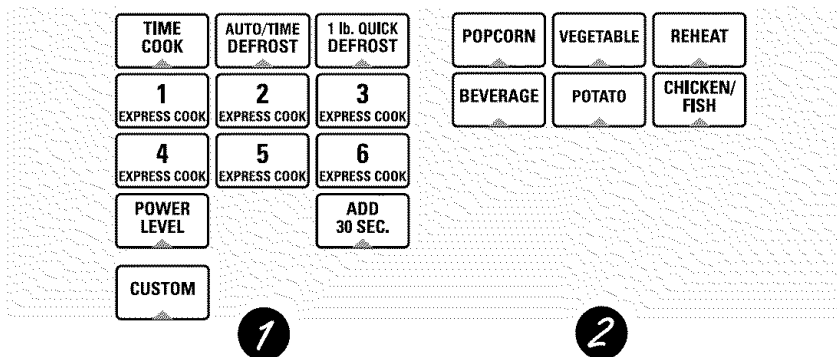 TIME
COOK
AUTO/TIME
DEFROST
1 lb. QUICK
DEFROST
1
EXPRESS COOK
2
EXPRESS COOK
3
EXPRESS COOK
4
EXPRESS COOK
5
EXPRESS COOK
6
EXPRESS COOK
POWER
LEVEL
ADD
30 SEC.
CUSTOM
1
POPCORN
VEGETABLE
REHEAT
BEVERAGE
POTATO
CHICKEN/
FISH
2